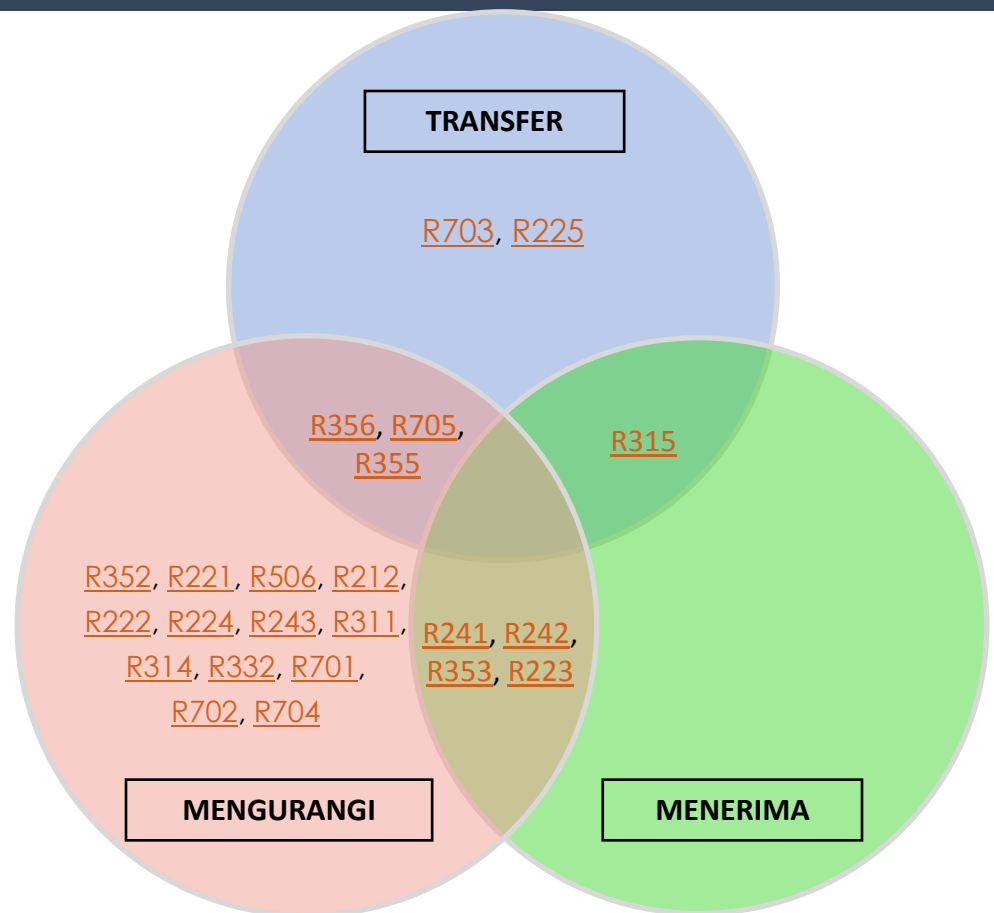 TRANSFER
R703, R225
R356, R705,
R355
R315
R352, R221, R506, R212,
R222, R224, R243, R311,
R314, R332, R701,
R702, R704
R241, R242,
R353, R223
MENGURANGI
MENERIMA